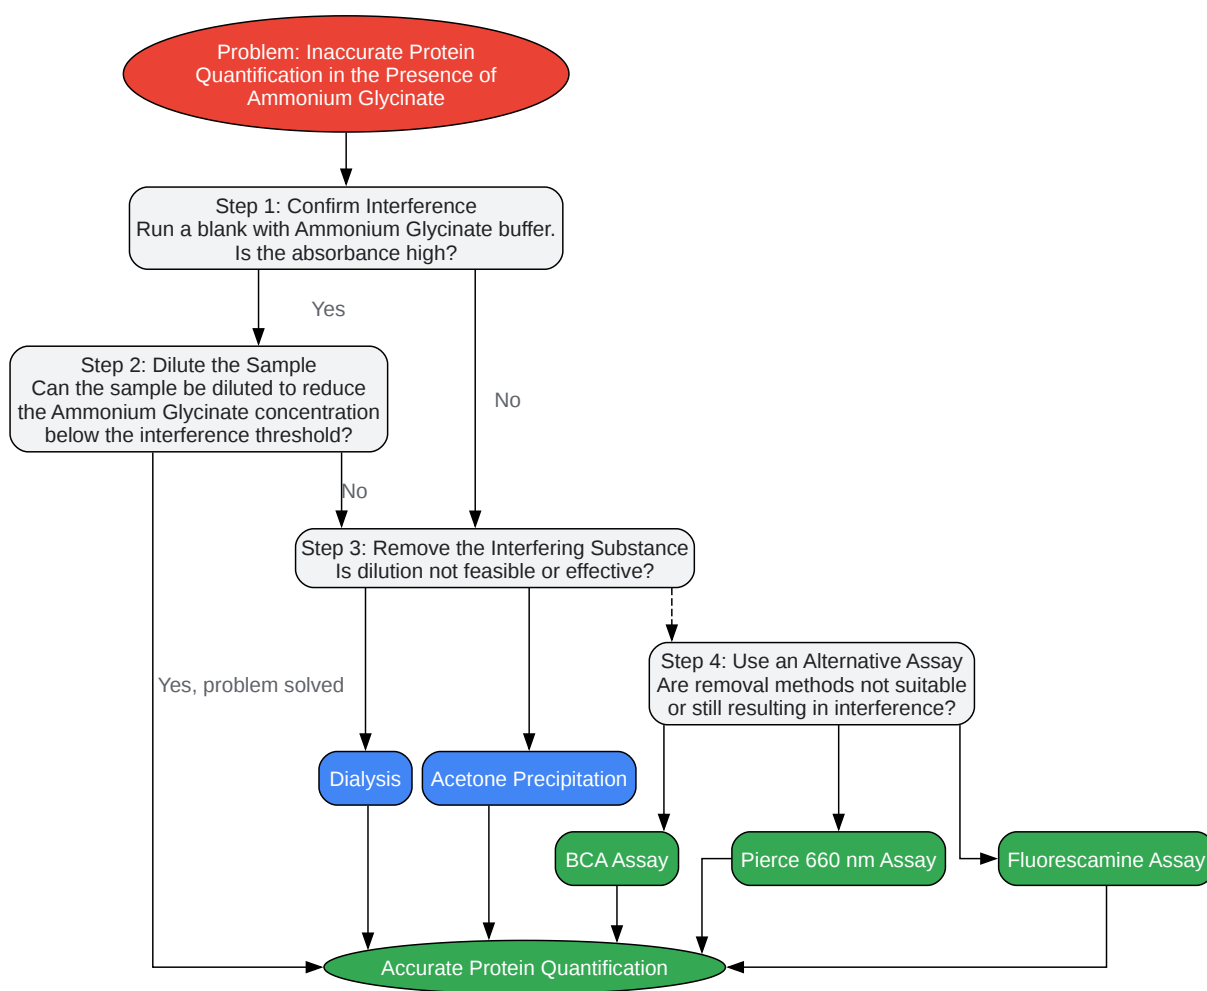 Problem: Inaccurate Protein
Quantification in the Presence of
Ammonium Glycinate
Step 1: Confirm Interference
Run a blank with Ammonium Glycinate buffer.
Is the absorbance high?
Yes
Step 2: Dilute the Sample
Can the sample be diluted to reduce
the Ammonium Glycinate concentration
below the interference threshold?
No
No
Step 3: Remove the Interfering Substance
Is dilution not feasible or effective?
Step 4: Use an Alternative Assay
Are removal methods not suitable
or still resulting in interference?
Yes, problem solved
Dialysis
Acetone Precipitation
BCA Assay
Pierce 660 nm Assay
Fluorescamine Assay
Accurate Protein Quantification